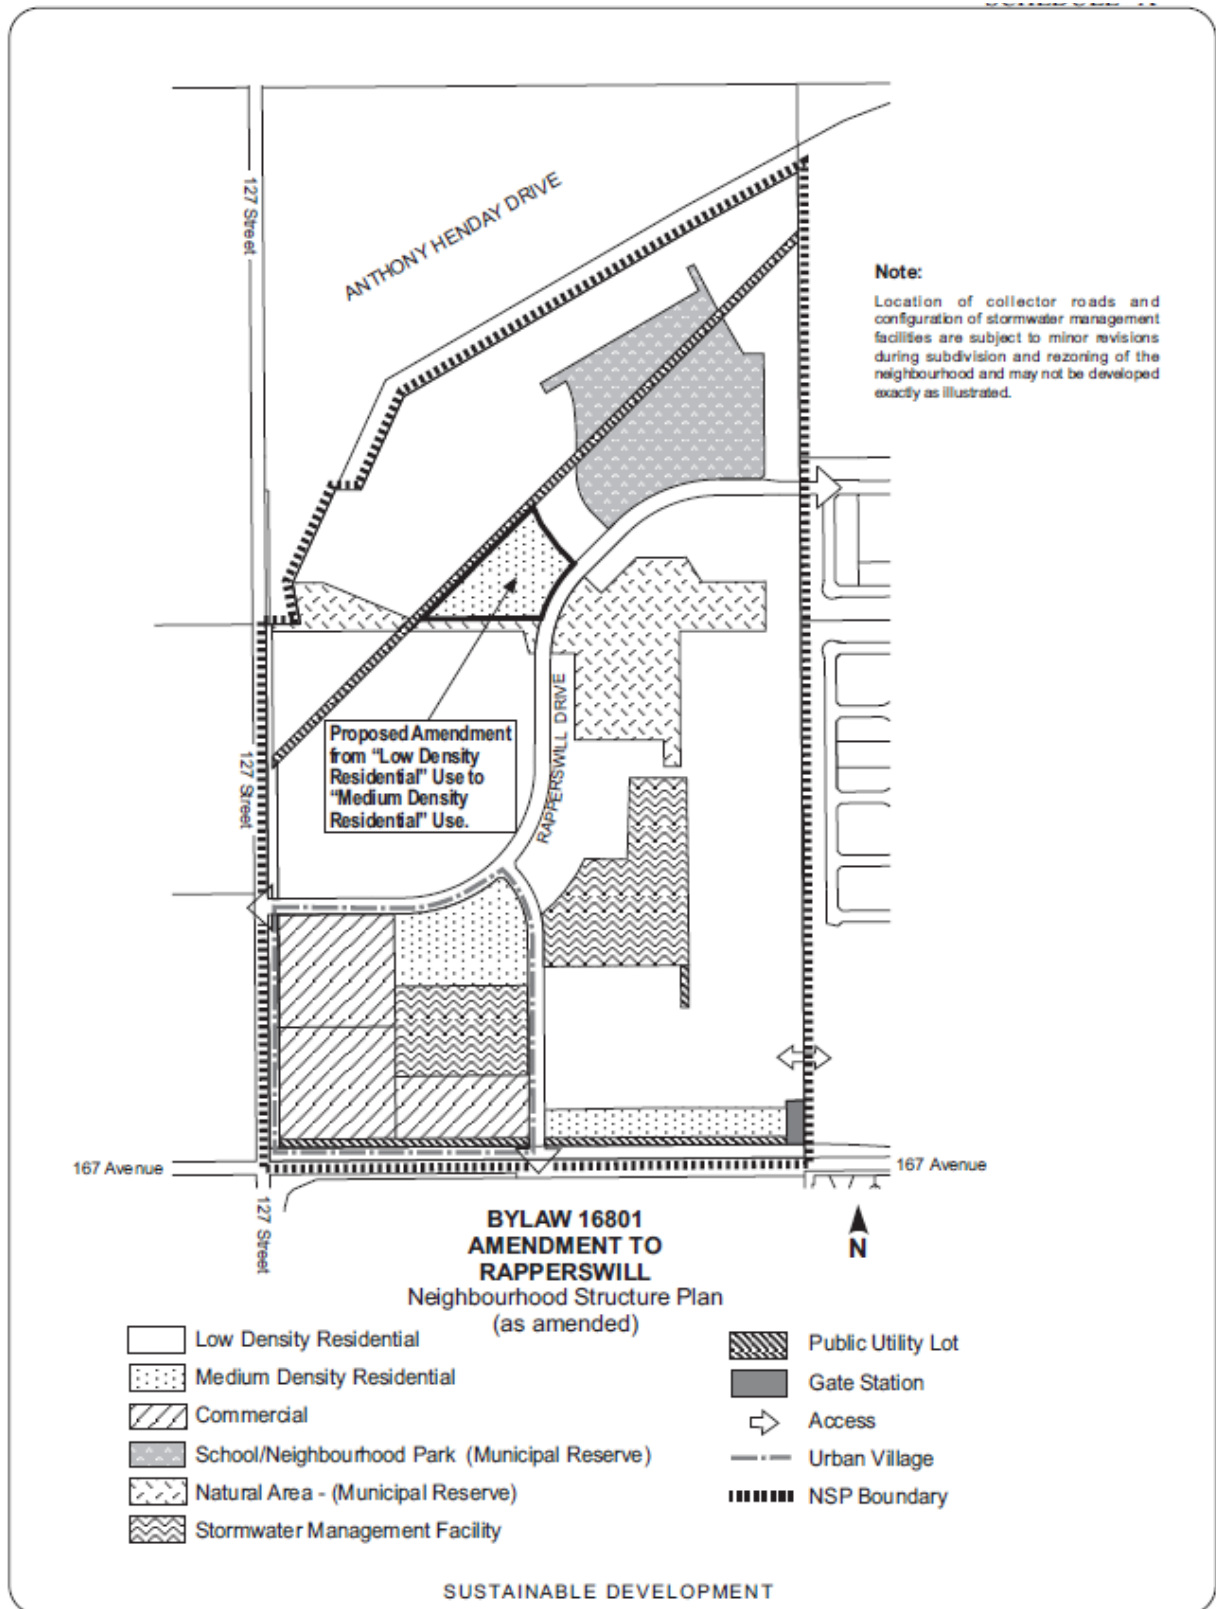 127 Street
ANTHONY HENDAY DRIVE
Note:
Location of collector roads and
configuration of stormwater management
facilities are subject to minor revisions
during subdivision and rezoning of the
neighbourhood and may not be developed
exactly as illustrated.
Proposed Amendment
from “Low Density
Residential” Use to
“Medium Density
Residential” Use.
RAPPERSWILL DRIVE
127 Street
167 Avenue
167 Avenue
127 Street
N
BYLAW 16801
AMENDMENT TO
RAPPERSWILL
Neighbourhood Structure Plan
(as amended)
Low Density Residential
Medium Density Residential
Commercial
School/Neighbourhood Park (Municipal Reserve)
Natural Area - (Municipal Reserve)
Stormwater Management Facility
Public Utility Lot
Gate Station
Access
Urban Village
NSP Boundary
SUSTAINABLE DEVELOPMENT